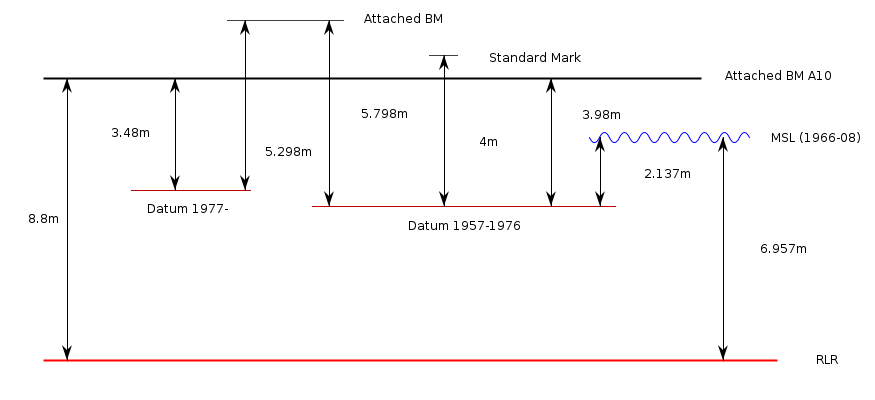 Attached BM
Standard Mark
Attached BM A10
5.798m
3.98m
3.48m
MSL (1966-08)
4m
5.298m
2.137m
Datum 1977-
8.8m
Datum 1957-1976
6.957m
RLR